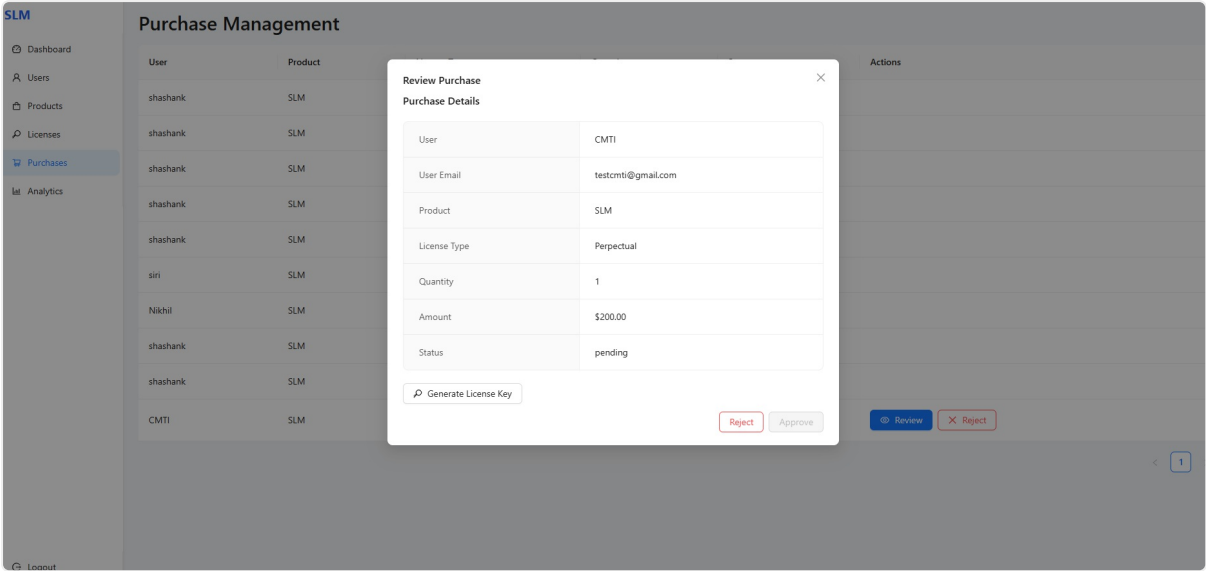 SLM
Purchase Management
Dashboard
Users
Products
Licenses
Purchases
Analytics
Logout
User Product Actions
shashank SLM
shashank SLM
shashank SLM
shashank SLM
shashank SLM
siri SLM
Nikhil SLM
shashank SLM
shashank SLM
CMTI SLM Review Reject
1
Review Purchase
Purchase Details
User CMTI
User Email testcmti@gmail.com
Product SLM
License Type Perpectual
Quantity 1
Amount $200.00
Status pending
Generate License Key
Reject Approve